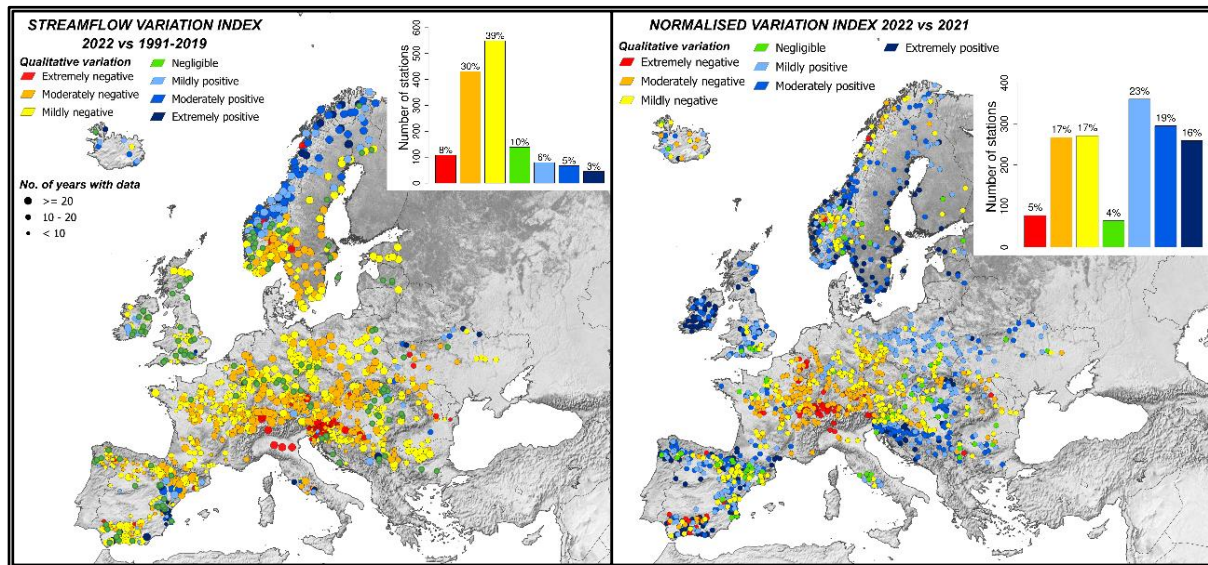 STREAMFLOW VARIATION INDEX
2022 vs 1991-2019
Qualitative variation
Extremely negative
Moderately negative
Mildly negative
Negligible
Mildly positive
Moderately positive
Extremely positive
No. of years with data
>= 20
10 - 20
< 10
Number of stations
0 100 200 300 400 500 600
8% 30% 39% 10% 6% 5% 3%
NORMALISED VARIATION INDEX 2022 vs 2021
Qualitative variation
Extremely negative
Moderately negative
Mildly negative
Negligible
Mildly positive
Moderately positive
Extremely positive
Number of stations
0 100 200 300 400
5% 17% 17% 4% 23% 19% 16%